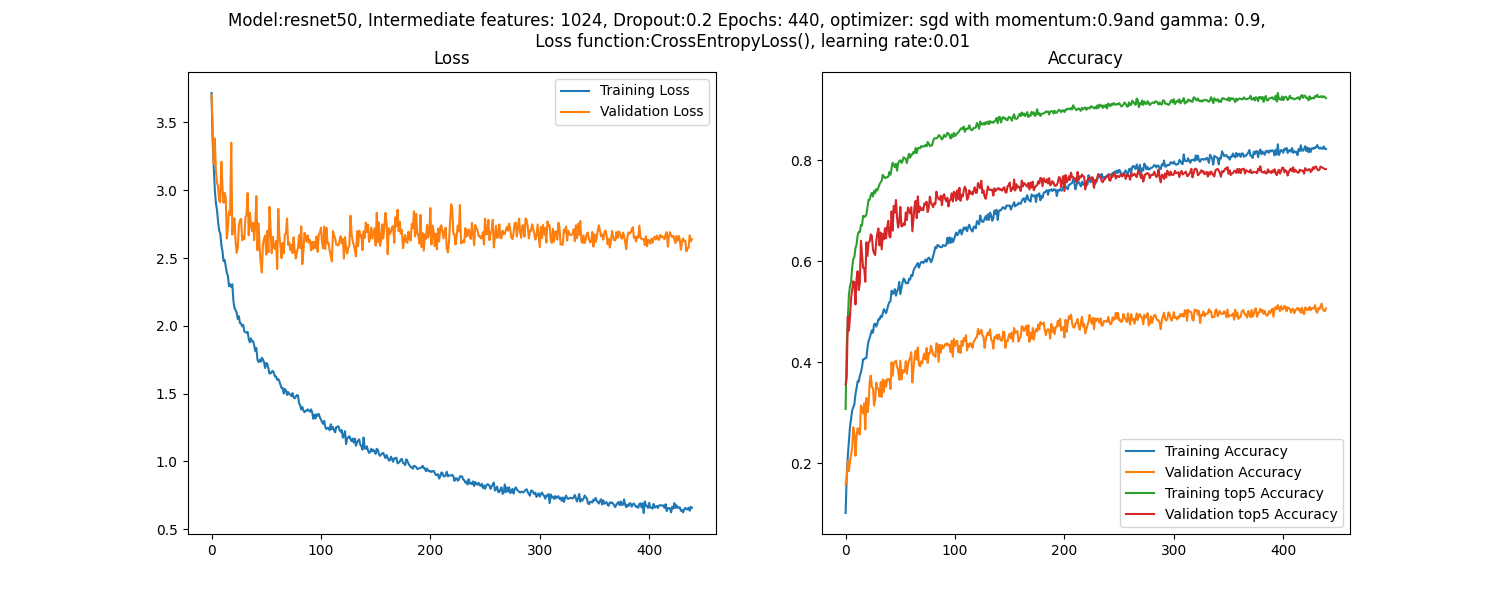 Model:resnet50, Intermediate features: 1024, Dropout:0.2 Epochs: 440, optimizer: sgd with momentum:0.9and gamma: 0.9,
Loss function:CrossEntropyLoss(), learning rate:0.01
Loss
Training Loss
Validation Loss
3.5
3.0
2.5
2.0
1.5
1.0
0.5
0
100
200
300
400
Accuracy
0.8
0.6
0.4
0.2
Training Accuracy
Validation Accuracy
Training top5 Accuracy
Validation top5 Accuracy
0
100
200
300
400